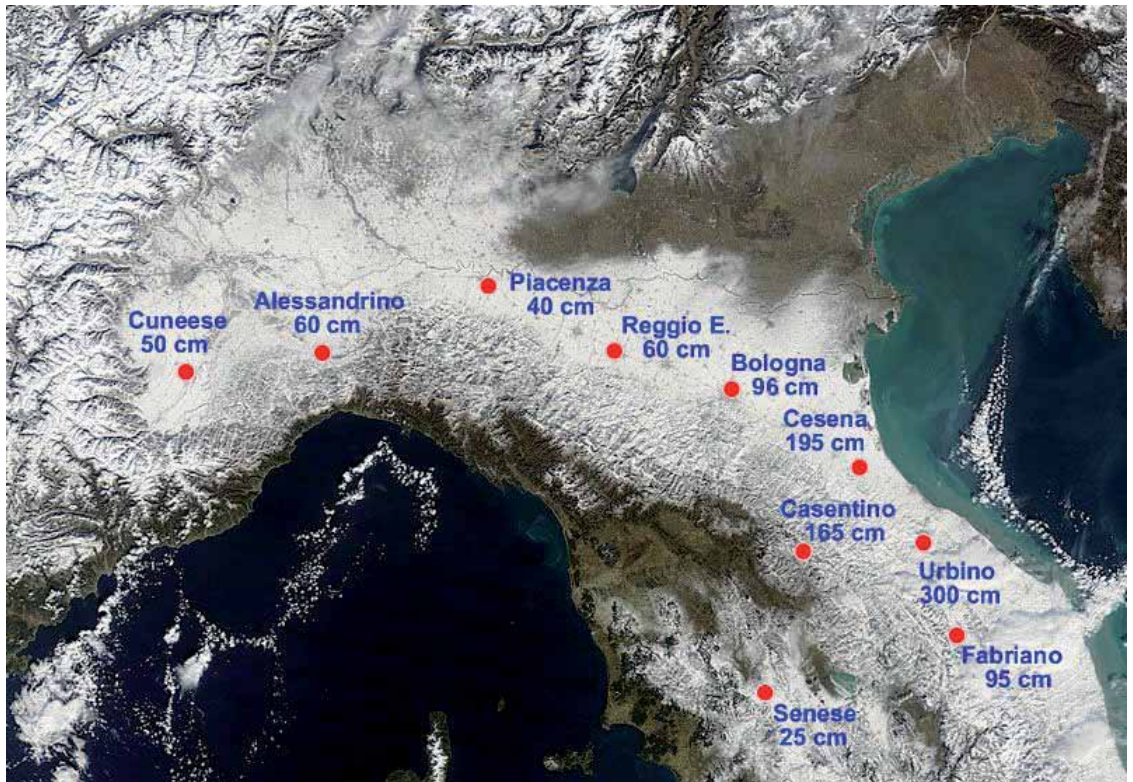 Piacenza
40 cm
Alessandrino
60 cm
Cuneese
50 cm
Reggio E.
60 cm
Bologna
96 cm
Cesena
195 cm
Casentino
165 cm
Urbino
300 cm
Fabriano
95 cm
Senese
25 cm